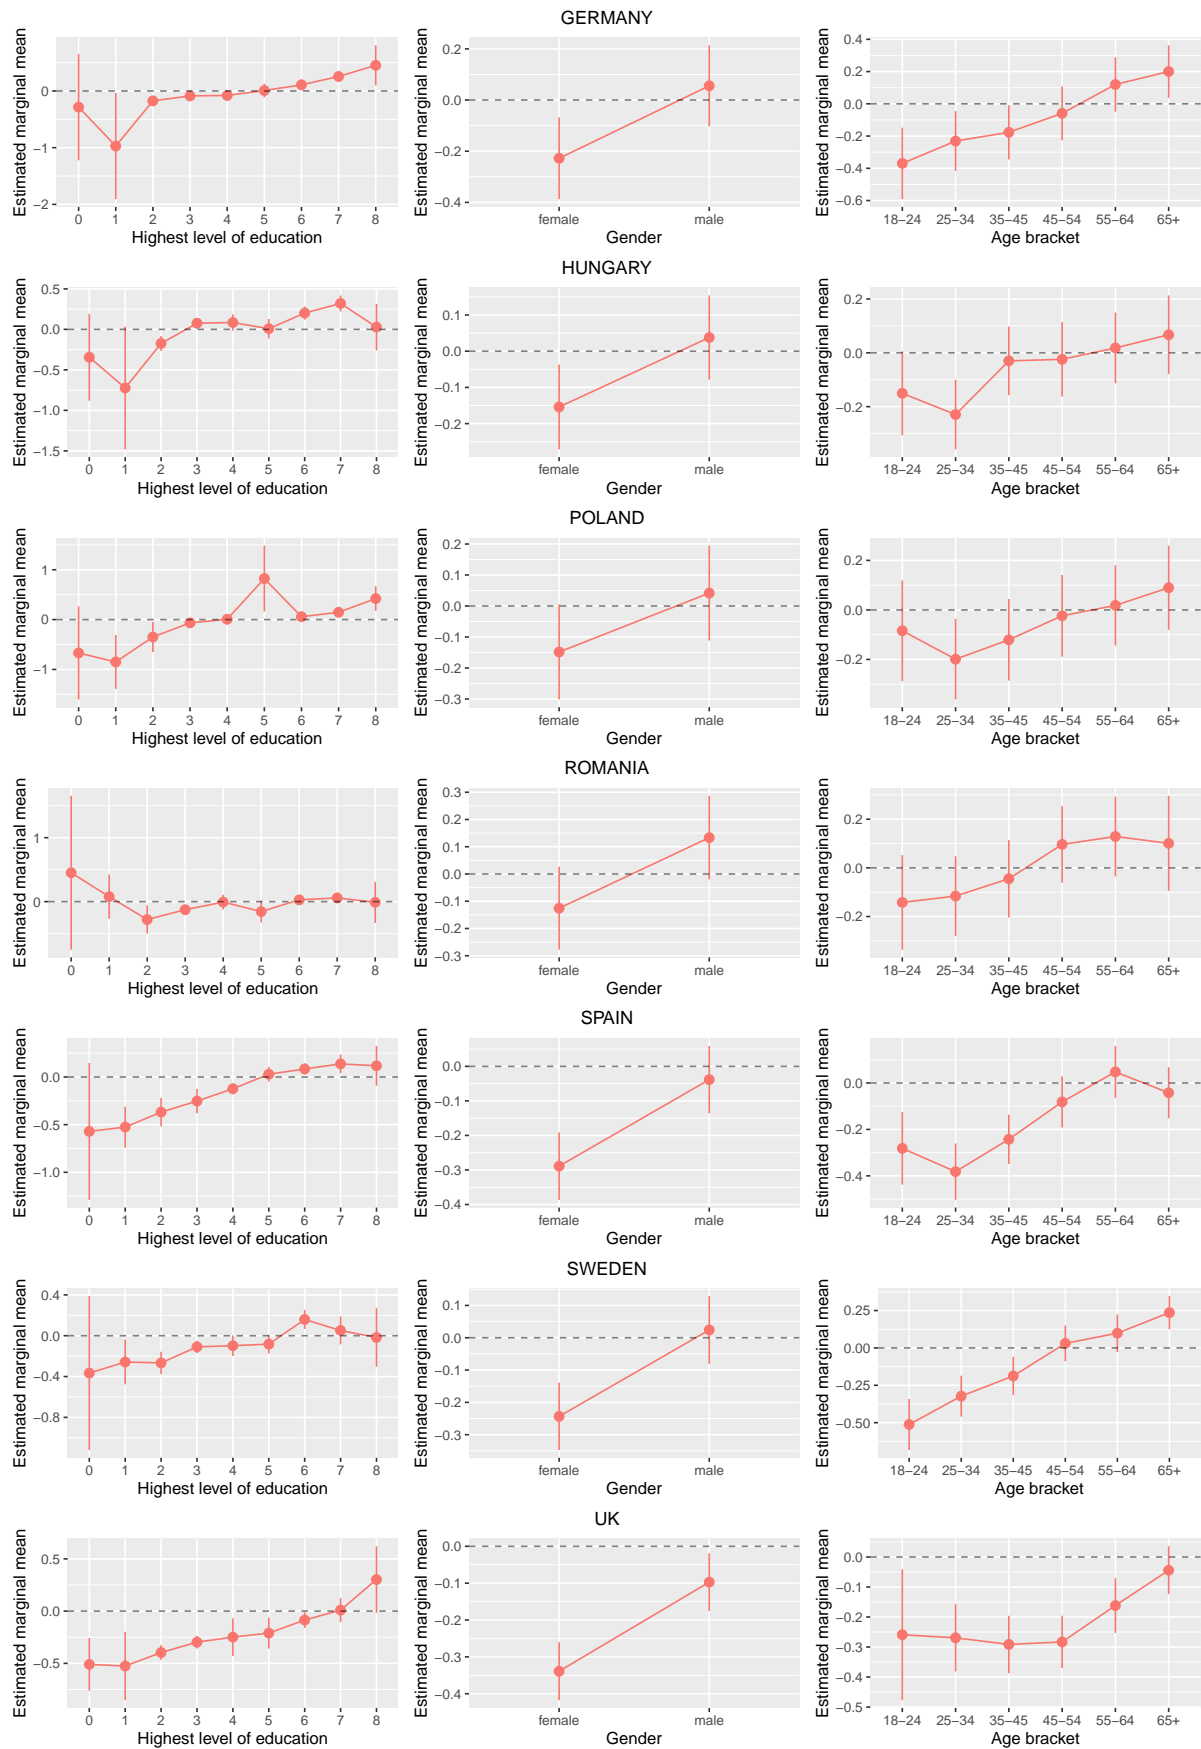 GERMANY
Estimated marginal mean
0
−1
−2
0 1 2 3 4 5 6 7 8
Highest level of education
Estimated marginal mean
0.2
0.0
−0.2
−0.4
female male
Gender
Estimated marginal mean
0.4
0.2
0.0
−0.2
−0.4
−0.6
18−24 25−34 35−45 45−54 55−64 65+
Age bracket
HUNGARY
Estimated marginal mean
0.5
0.0
−0.5
−1.0
−1.5
0 1 2 3 4 5 6 7 8
Highest level of education
Estimated marginal mean
0.1
0.0
−0.1
−0.2
female male
Gender
Estimated marginal mean
0.2
0.0
−0.2
18−24 25−34 35−45 45−54 55−64 65+
Age bracket
POLAND
Estimated marginal mean
1
0
−1
0 1 2 3 4 5 6 7 8
Highest level of education
Estimated marginal mean
0.2
0.1
0.0
−0.1
−0.2
−0.3
female male
Gender
Estimated marginal mean
0.2
0.0
−0.2
18−24 25−34 35−45 45−54 55−64 65+
Age bracket
ROMANIA
Estimated marginal mean
1
0
0 1 2 3 4 5 6 7 8
Highest level of education
Estimated marginal mean
0.3
0.2
0.1
0.0
−0.1
−0.2
−0.3
female male
Gender
Estimated marginal mean
0.2
0.0
−0.2
18−24 25−34 35−45 45−54 55−64 65+
Age bracket
SPAIN
Estimated marginal mean
0.0
−0.5
−1.0
0 1 2 3 4 5 6 7 8
Highest level of education
Estimated marginal mean
0.0
−0.1
−0.2
−0.3
−0.4
female male
Gender
Estimated marginal mean
0.0
−0.2
−0.4
18−24 25−34 35−45 45−54 55−64 65+
Age bracket
SWEDEN
Estimated marginal mean
0.4
0.0
−0.4
−0.8
0 1 2 3 4 5 6 7 8
Highest level of education
Estimated marginal mean
0.1
0.0
−0.1
−0.2
−0.3
female male
Gender
Estimated marginal mean
0.25
0.00
−0.25
−0.50
18−24 25−34 35−45 45−54 55−64 65+
Age bracket
UK
Estimated marginal mean
0.5
0.0
−0.5
0 1 2 3 4 5 6 7 8
Highest level of education
Estimated marginal mean
0.0
−0.1
−0.2
−0.3
−0.4
female male
Gender
Estimated marginal mean
0.0
−0.1
−0.2
−0.3
−0.4
−0.5
18−24 25−34 35−45 45−54 55−64 65+
Age bracket